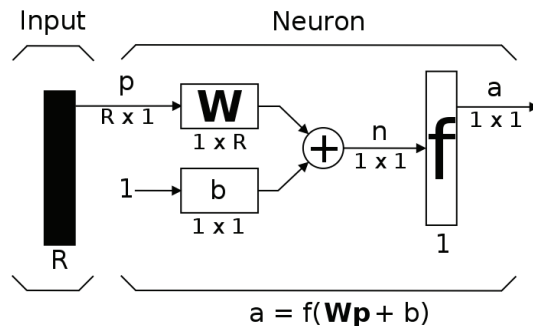 Input
Neuron
p
R x 1
W
1 x R
1
b
1 x 1
+
n
1 x 1
f
1
a
1 x 1
R
a = f(Wp + b)